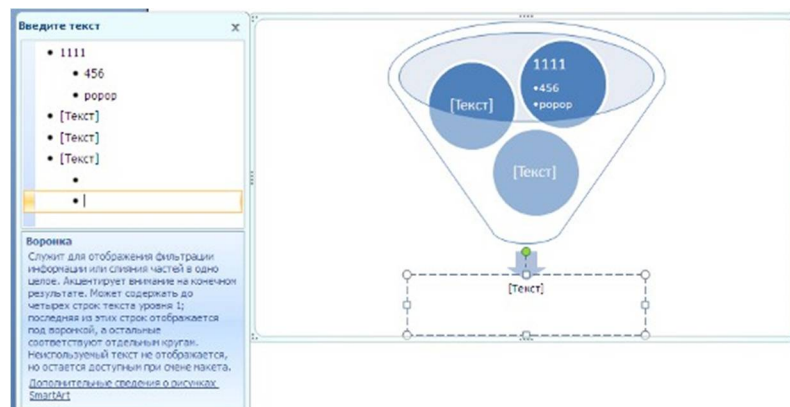 Введите текст
x
• 1111
• 456
• popop
• [Текст]
• [Текст]
• [Текст]
•
•
Воронка
Служит для отображения фильтрации
информации или слияния частей в одно
целое. Акцентирует внимание на конечном
результате. Может содержать до
четырех строк текста уровня 1;
последняя из этих строк отображается
под воронкой, а остальные
соответствуют отдельным кругам.
Неиспользуемый текст не отображается,
но остается доступным при смене макета.
Дополнительные сведения о рисунках
SmartArt
1111
•456
•popop
[Текст]
[Текст]
[Текст]